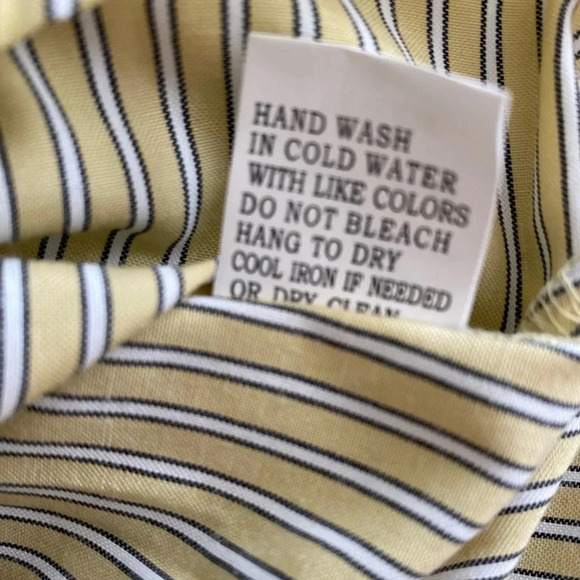 HAND WASH
IN COLD WATER
WITH LIKE COLORS
DO NOT BLEACH
HANG TO DRY
COOL IRON IF NEEDED
OR DRY CLEAN